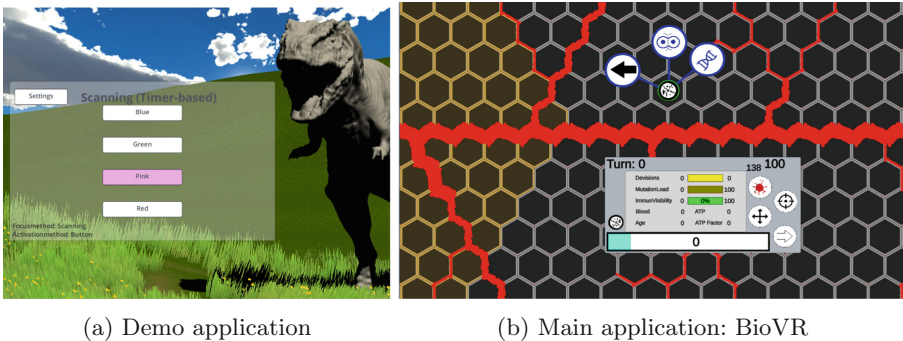 Settings
Scanning (Timer-based)
Blue
Green
Pink
Red
Focusmethod: Scanning
Activationmethod: Button
Turn: 0
138 100
Devisions 0 0
MutationLoad 0 100
ImmunVisibility 0 0% 100
Blood 0 ATP 0
Age 0 ATP Factor 0
0
(a) Demo application
(b) Main application: BioVR